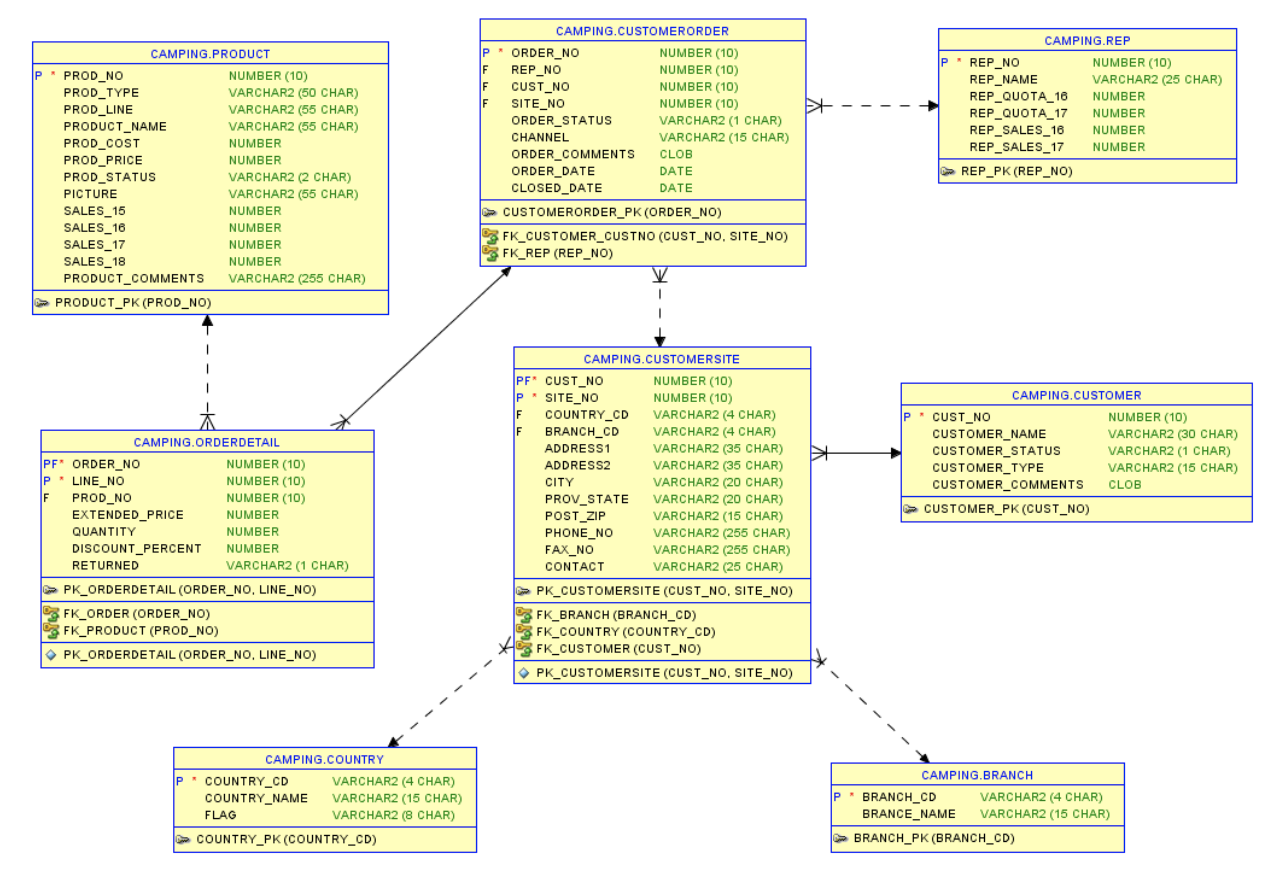 CAMPING.PRODUCT
P * PROD_NO NUMBER (10)
PROD_TYPE VARCHAR2 (50 CHAR)
PROD_LINE VARCHAR2 (55 CHAR)
PRODUCT_NAME VARCHAR2 (55 CHAR)
PROD_COST NUMBER
PROD_PRICE NUMBER
PROD_STATUS VARCHAR2 (2 CHAR)
PICTURE VARCHAR2 (55 CHAR)
SALES_15 NUMBER
SALES_16 NUMBER
SALES_17 NUMBER
SALES_18 NUMBER
PRODUCT_COMMENTS VARCHAR2 (255 CHAR)
PRODUCT_PK (PROD_NO)
CAMPING.CUSTOMERORDER
P * ORDER_NO NUMBER (10)
F REP_NO NUMBER (10)
F CUST_NO NUMBER (10)
F SITE_NO NUMBER (10)
ORDER_STATUS VARCHAR2 (1 CHAR)
CHANNEL VARCHAR2 (15 CHAR)
ORDER_COMMENTS CLOB
ORDER_DATE DATE
CLOSED_DATE DATE
CUSTOMERORDER_PK (ORDER_NO)
FK_CUSTOMER_CUSTNO (CUST_NO, SITE_NO)
FK_REP (REP_NO)
CAMPING.REP
P * REP_NO NUMBER (10)
REP_NAME VARCHAR2 (25 CHAR)
REP_QUOTA_16 NUMBER
REP_QUOTA_17 NUMBER
REP_SALES_16 NUMBER
REP_SALES_17 NUMBER
REP_PK (REP_NO)
CAMPING.ORDERDETAIL
PF* ORDER_NO NUMBER (10)
P * LINE_NO NUMBER (10)
F PROD_NO NUMBER (10)
EXTENDED_PRICE NUMBER
QUANTITY NUMBER
DISCOUNT_PERCENT NUMBER
RETURNED VARCHAR2 (1 CHAR)
PK_ORDERDETAIL (ORDER_NO, LINE_NO)
FK_ORDER (ORDER_NO)
FK_PRODUCT (PROD_NO)
PK_ORDERDETAIL (ORDER_NO, LINE_NO)
CAMPING.CUSTOMERSITE
PF* CUST_NO NUMBER (10)
P * SITE_NO NUMBER (10)
F COUNTRY_CD VARCHAR2 (4 CHAR)
F BRANCH_CD VARCHAR2 (4 CHAR)
ADDRESS1 VARCHAR2 (35 CHAR)
ADDRESS2 VARCHAR2 (35 CHAR)
CITY VARCHAR2 (20 CHAR)
PROV_STATE VARCHAR2 (20 CHAR)
POST_ZIP VARCHAR2 (15 CHAR)
PHONE_NO VARCHAR2 (255 CHAR)
FAX_NO VARCHAR2 (255 CHAR)
CONTACT VARCHAR2 (25 CHAR)
PK_CUSTOMERSITE (CUST_NO, SITE_NO)
FK_BRANCH (BRANCH_CD)
FK_COUNTRY (COUNTRY_CD)
FK_CUSTOMER (CUST_NO)
PK_CUSTOMERSITE (CUST_NO, SITE_NO)
CAMPING.CUSTOMER
P * CUST_NO NUMBER (10)
CUSTOMER_NAME VARCHAR2 (30 CHAR)
CUSTOMER_STATUS VARCHAR2 (1 CHAR)
CUSTOMER_TYPE VARCHAR2 (15 CHAR)
CUSTOMER_COMMENTS CLOB
CUSTOMER_PK (CUST_NO)
CAMPING.COUNTRY
P * COUNTRY_CD VARCHAR2 (4 CHAR)
COUNTRY_NAME VARCHAR2 (15 CHAR)
FLAG VARCHAR2 (8 CHAR)
COUNTRY_PK (COUNTRY_CD)
CAMPING.BRANCH
P * BRANCH_CD VARCHAR2 (4 CHAR)
BRANCE_NAME VARCHAR2 (15 CHAR)
BRANCH_PK (BRANCH_CD)